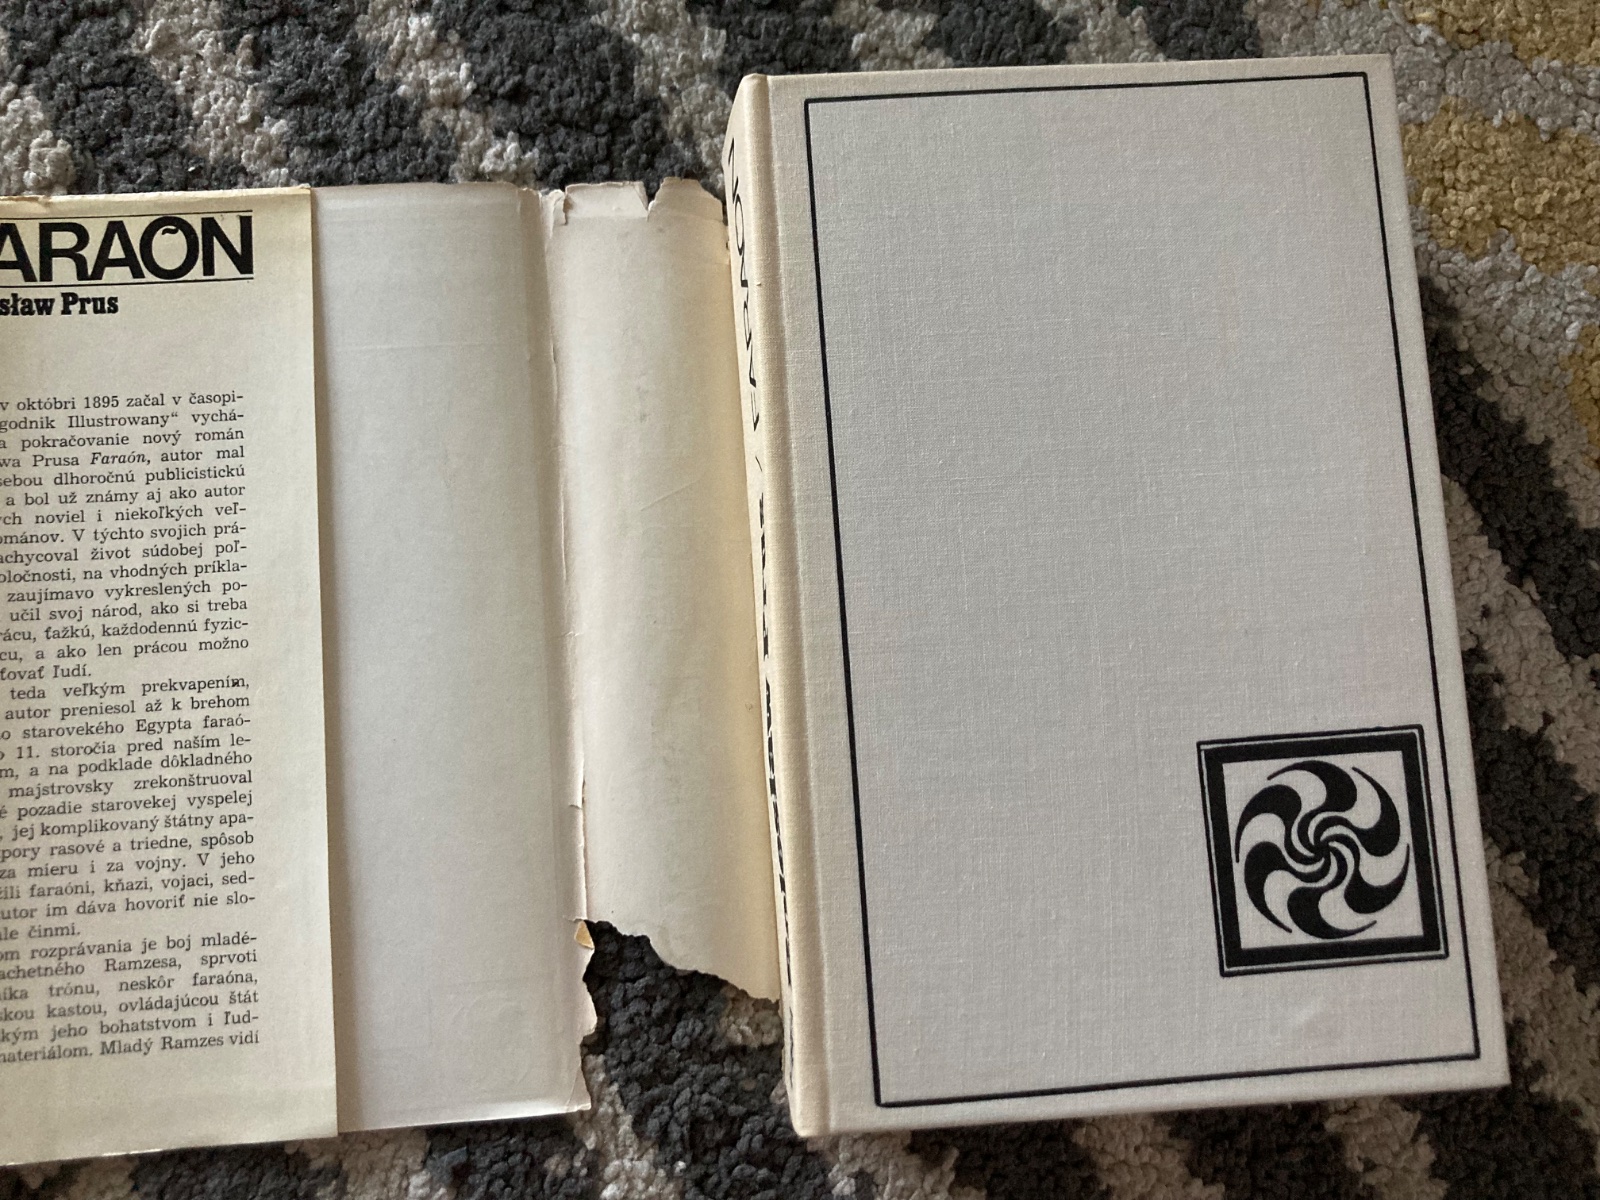 ARAÓN
sław Prus
v októbri 1895 začal v časopi-
godnik Illustrowany“ vychá-
a pokračovanie nový román
wa Prusa Faraón, autor mal
sebou dlhoročnú publicistickú
a bol už známy aj ako autor
ch noviel i niekoľkých veľ-
ománov. V týchto svojich prá-
achycoval život súdobej poľ-
oločnosti, na vhodných príkla-
zaujímavo vykreslených po-
učil svoj národ, ako si treba
rácu, ťažkú, každodennú fyzic-
cu, a ako len prácou možno
ťovať ľudí.
teda veľkým prekvapením,
autor preniesol až k brehom
o starovekého Egypta faraó-
o 11. storočia pred naším le-
m, a na podklade dôkladného
majstrovsky zrekonštruoval
é pozadie starovekej vyspelej
, jej komplikovaný štátny apa-
pory rasové a triedne, spôsob
za mieru i za vojny. V jeho
žili faraóni, kňazi, vojaci, sed-
utor im dáva hovoriť nie slo-
ale činmi.
om rozprávania je boj mladé-
achetného Ramzesa, sprvoti
níka trónu, neskôr faraóna,
skou kastou, ovládajúcou štát
kým jeho bohatstvom i ľud-
materiálom. Mladý Ramzes vidí